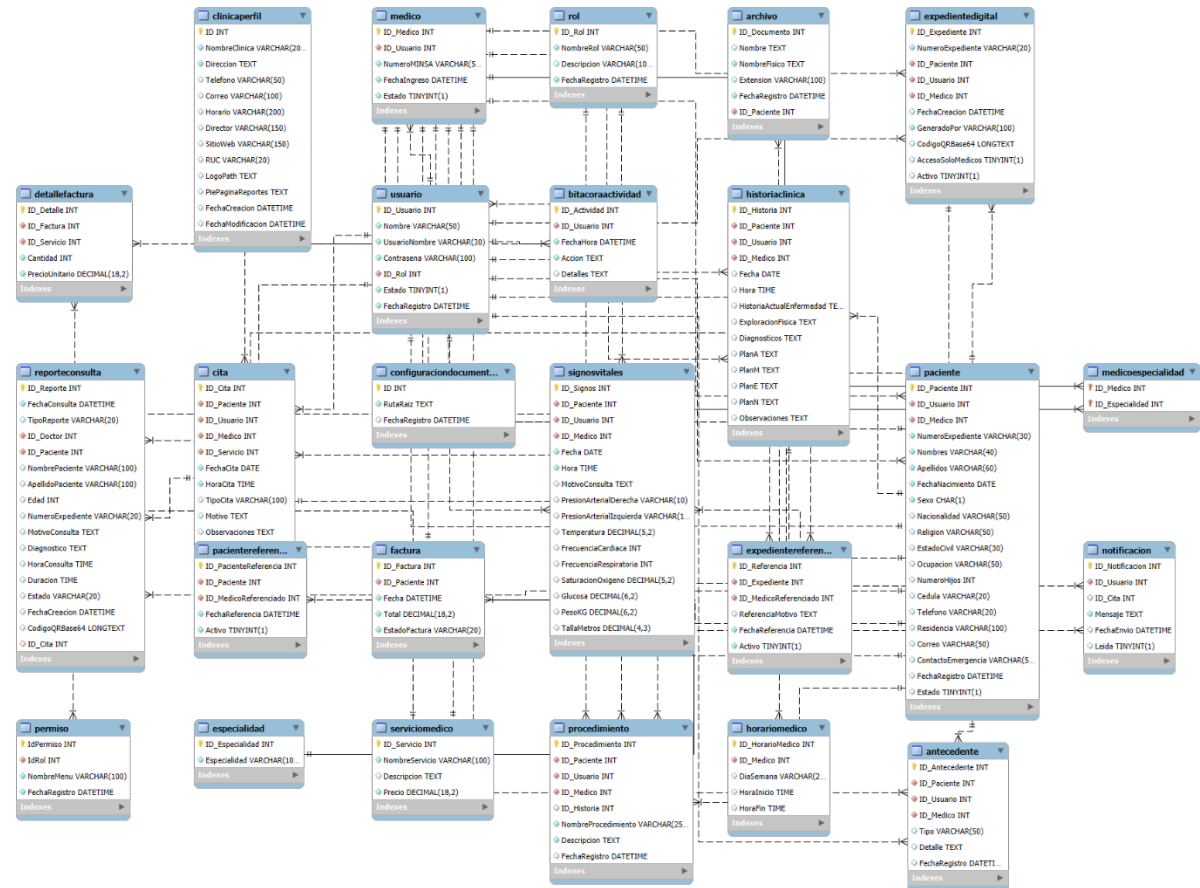 clinicaperfil
ID INT
NombreClinica VARCHAR(20...
Direccion TEXT
Telefono VARCHAR(50)
Correo VARCHAR(100)
Horario VARCHAR(200)
Director VARCHAR(150)
SitioWeb VARCHAR(150)
RUC VARCHAR(20)
LogoPath TEXT
PiePaginaReportes TEXT
FechaCreacion DATETIME
FechaModificacion DATETIME
Indexes
medico
ID_Medico INT
ID_Usuario INT
NumeroMINSA VARCHAR(5...
FechaIngreso DATETIME
Estado TINYINT(1)
Indexes
rol
ID_Rol INT
NombreRol VARCHAR(50)
Descripcion VARCHAR(10...
FechaRegistro DATETIME
Indexes
archivo
ID_Documento INT
Nombre TEXT
NombreFisico TEXT
Extension VARCHAR(100)
FechaRegistro DATETIME
ID_Paciente INT
Indexes
expedientedigital
ID_Expediente INT
NumeroExpediente VARCHAR(20)
ID_Paciente INT
ID_Usuario INT
ID_Medico INT
FechaCreacion DATETIME
GeneradoPor VARCHAR(100)
CodigoQRBase64 LONGTEXT
AccesoSoloMedicos TINYINT(1)
Activo TINYINT(1)
Indexes
detallefactura
ID_Detalle INT
ID_Factura INT
ID_Servicio INT
Cantidad INT
PrecioUnitario DECIMAL(18,2)
Indexes
usuario
ID_Usuario INT
Nombre VARCHAR(50)
UsuarioNombre VARCHAR(30)
Contrasena VARCHAR(100)
ID_Rol INT
Estado TINYINT(1)
FechaRegistro DATETIME
Indexes
bitacoraactividad
ID_Actividad INT
ID_Usuario INT
FechaHora DATETIME
Accion TEXT
Detalles TEXT
Indexes
historiaclinica
ID_Historia INT
ID_Paciente INT
ID_Usuario INT
ID_Medico INT
Fecha DATE
Hora TIME
HistoriaActualEnfermedad TE...
ExploracionFisica TEXT
Diagnosticos TEXT
PlanA TEXT
PlanM TEXT
PlanE TEXT
PlanN TEXT
Observaciones TEXT
Indexes
reporteconsulta
ID_Reporte INT
FechaConsulta DATETIME
TipoReporte VARCHAR(20)
ID_Doctor INT
ID_Paciente INT
NombrePaciente VARCHAR(100)
ApellidoPaciente VARCHAR(100)
Edad INT
NumeroExpediente VARCHAR(20)
MotivoConsulta TEXT
Diagnostico TEXT
HoraConsulta TIME
Duracion TIME
Estado VARCHAR(20)
FechaCreacion DATETIME
CodigoQRBase64 LONGTEXT
ID_Cita INT
Indexes
cita
ID_Cita INT
ID_Paciente INT
ID_Usuario INT
ID_Medico INT
ID_Servicio INT
FechaCita DATE
HoraCita TIME
TipoCita VARCHAR(100)
Motivo TEXT
Observaciones TEXT
configuraciondocument...
ID INT
RutaRaiz TEXT
FechaRegistro DATETIME
Indexes
signosvitales
ID_Signos INT
ID_Paciente INT
ID_Usuario INT
ID_Medico INT
Fecha DATE
Hora TIME
MotivoConsulta TEXT
PresionArterialDerecha VARCHAR(10)
PresionArterialIzquierda VARCHAR(1...
Temperatura DECIMAL(5,2)
FrecuenciaCardiaca INT
FrecuenciaRespiratoria INT
SaturacionOxigeno DECIMAL(5,2)
Glucosa DECIMAL(6,2)
PesoKG DECIMAL(6,2)
TallaMetros DECIMAL(4,3)
Indexes
paciente
ID_Paciente INT
ID_Usuario INT
ID_Medico INT
NumeroExpediente VARCHAR(30)
Nombres VARCHAR(40)
Apellidos VARCHAR(60)
FechaNacimiento DATE
Sexo CHAR(1)
Nacionalidad VARCHAR(50)
Religion VARCHAR(50)
EstadoCivil VARCHAR(30)
Ocupacion VARCHAR(50)
NumeroHijos INT
Cedula VARCHAR(20)
Telefono VARCHAR(20)
Residencia VARCHAR(100)
Correo VARCHAR(50)
ContactoEmergencia VARCHAR(5...
FechaRegistro DATETIME
Estado TINYINT(1)
Indexes
medicoespecialidad
ID_Medico INT
ID_Especialidad INT
Indexes
pacientereferen...
ID_PacienteReferencia INT
ID_Paciente INT
ID_MedicoReferenciado INT
FechaReferencia DATETIME
Activo TINYINT(1)
Indexes
factura
ID_Factura INT
ID_Paciente INT
Fecha DATETIME
Total DECIMAL(18,2)
EstadoFactura VARCHAR(20)
Indexes
expedientereferen...
ID_Referencia INT
ID_Expediente INT
ID_MedicoReferenciado INT
ReferenciaMotivo TEXT
FechaReferencia DATETIME
Activo TINYINT(1)
Indexes
notificacion
ID_Notificacion INT
ID_Usuario INT
ID_Cita INT
Mensaje TEXT
FechaEnvio DATETIME
Leida TINYINT(1)
Indexes
permiso
IdPermiso INT
IdRol INT
NombreMenu VARCHAR(100)
FechaRegistro DATETIME
Indexes
especialidad
ID_Especialidad INT
Especialidad VARCHAR(10...
Indexes
serviciomedico
ID_Servicio INT
NombreServicio VARCHAR(100)
Descripcion TEXT
Precio DECIMAL(18,2)
Indexes
procedimiento
ID_Procedimiento INT
ID_Paciente INT
ID_Usuario INT
ID_Medico INT
ID_Historia INT
NombreProcedimiento VARCHAR(25...
Descripcion TEXT
FechaRegistro DATETIME
Indexes
horariomedico
ID_HorarioMedico INT
ID_Medico INT
DiaSemana VARCHAR(2...
HoraInicio TIME
HoraFin TIME
Indexes
antecedente
ID_Antecedente INT
ID_Paciente INT
ID_Usuario INT
ID_Medico INT
Tipo VARCHAR(50)
Detalle TEXT
FechaRegistro DATETI...
Indexes